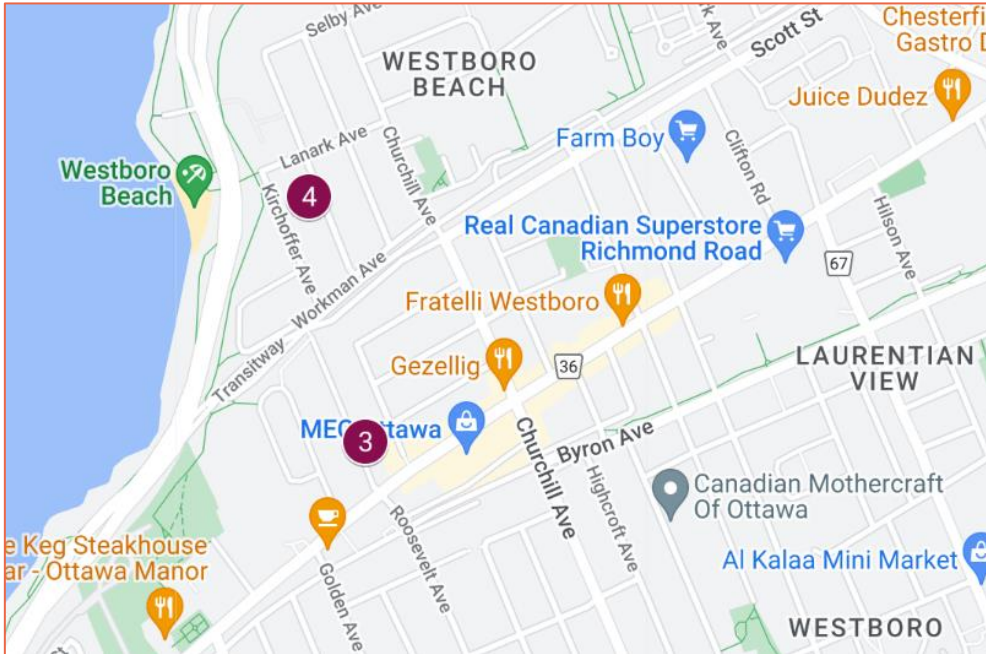 Selby Ave
WESTBORO
BEACH
rk Ave
Scott St
Chesterfi
Gastro D
Juice Dudez
Farm Boy
Lanark Ave
Churchill Ave
Clifton Rd
Westboro
Beach
4
Kirchoffer Ave
Hilson Ave
Real Canadian Superstore
Richmond Road
67
Transitway
Workman Ave
Fratelli Westboro
Gezellig
36
LAURENTIAN
VIEW
MEC Ottawa
3
Churchill Ave
Byron Ave
Highcroft Ave
Canadian Mothercraft
Of Ottawa
Roosevelt Ave
e Keg Steakhouse
ar - Ottawa Manor
Golden Ave
Al Kalaa Mini Market
WESTBORO
st